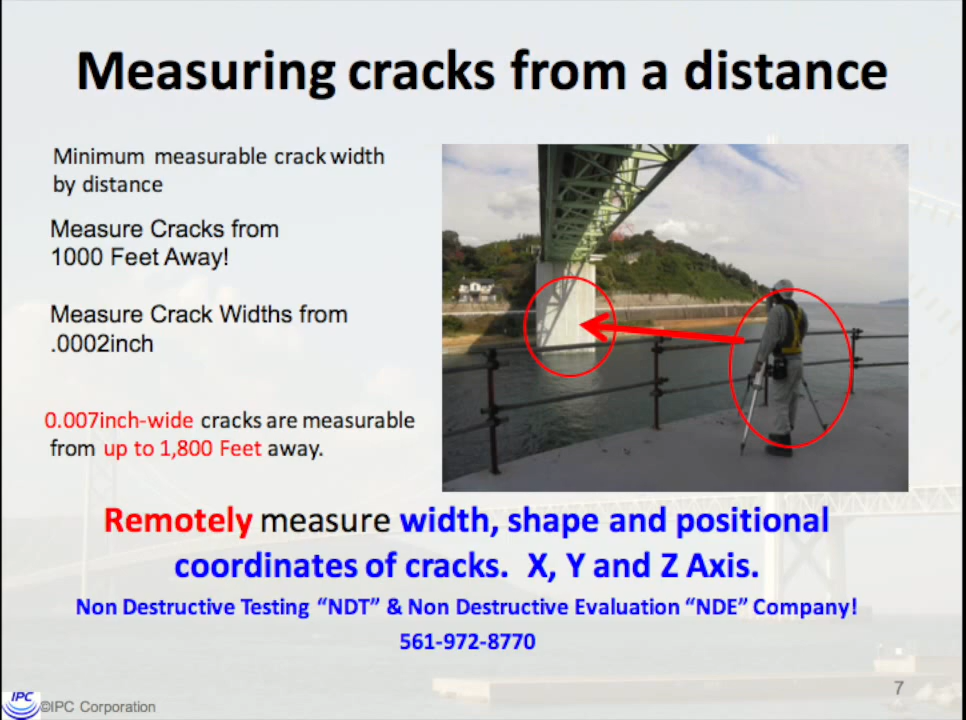 Measuring cracks from a distance
Minimum measurable crack width
by distance
Measure Cracks from
1000 Feet Away!
Measure Crack Widths from
.0002inch
0.007inch-wide cracks are measurable
from up to 1,800 Feet away.
Remotely measure width, shape and positional
coordinates of cracks. X, Y and Z Axis.
Non Destructive Testing “NDT” & Non Destructive Evaluation “NDE” Company!
561-972-8770
7
IPC
©IPC Corporation